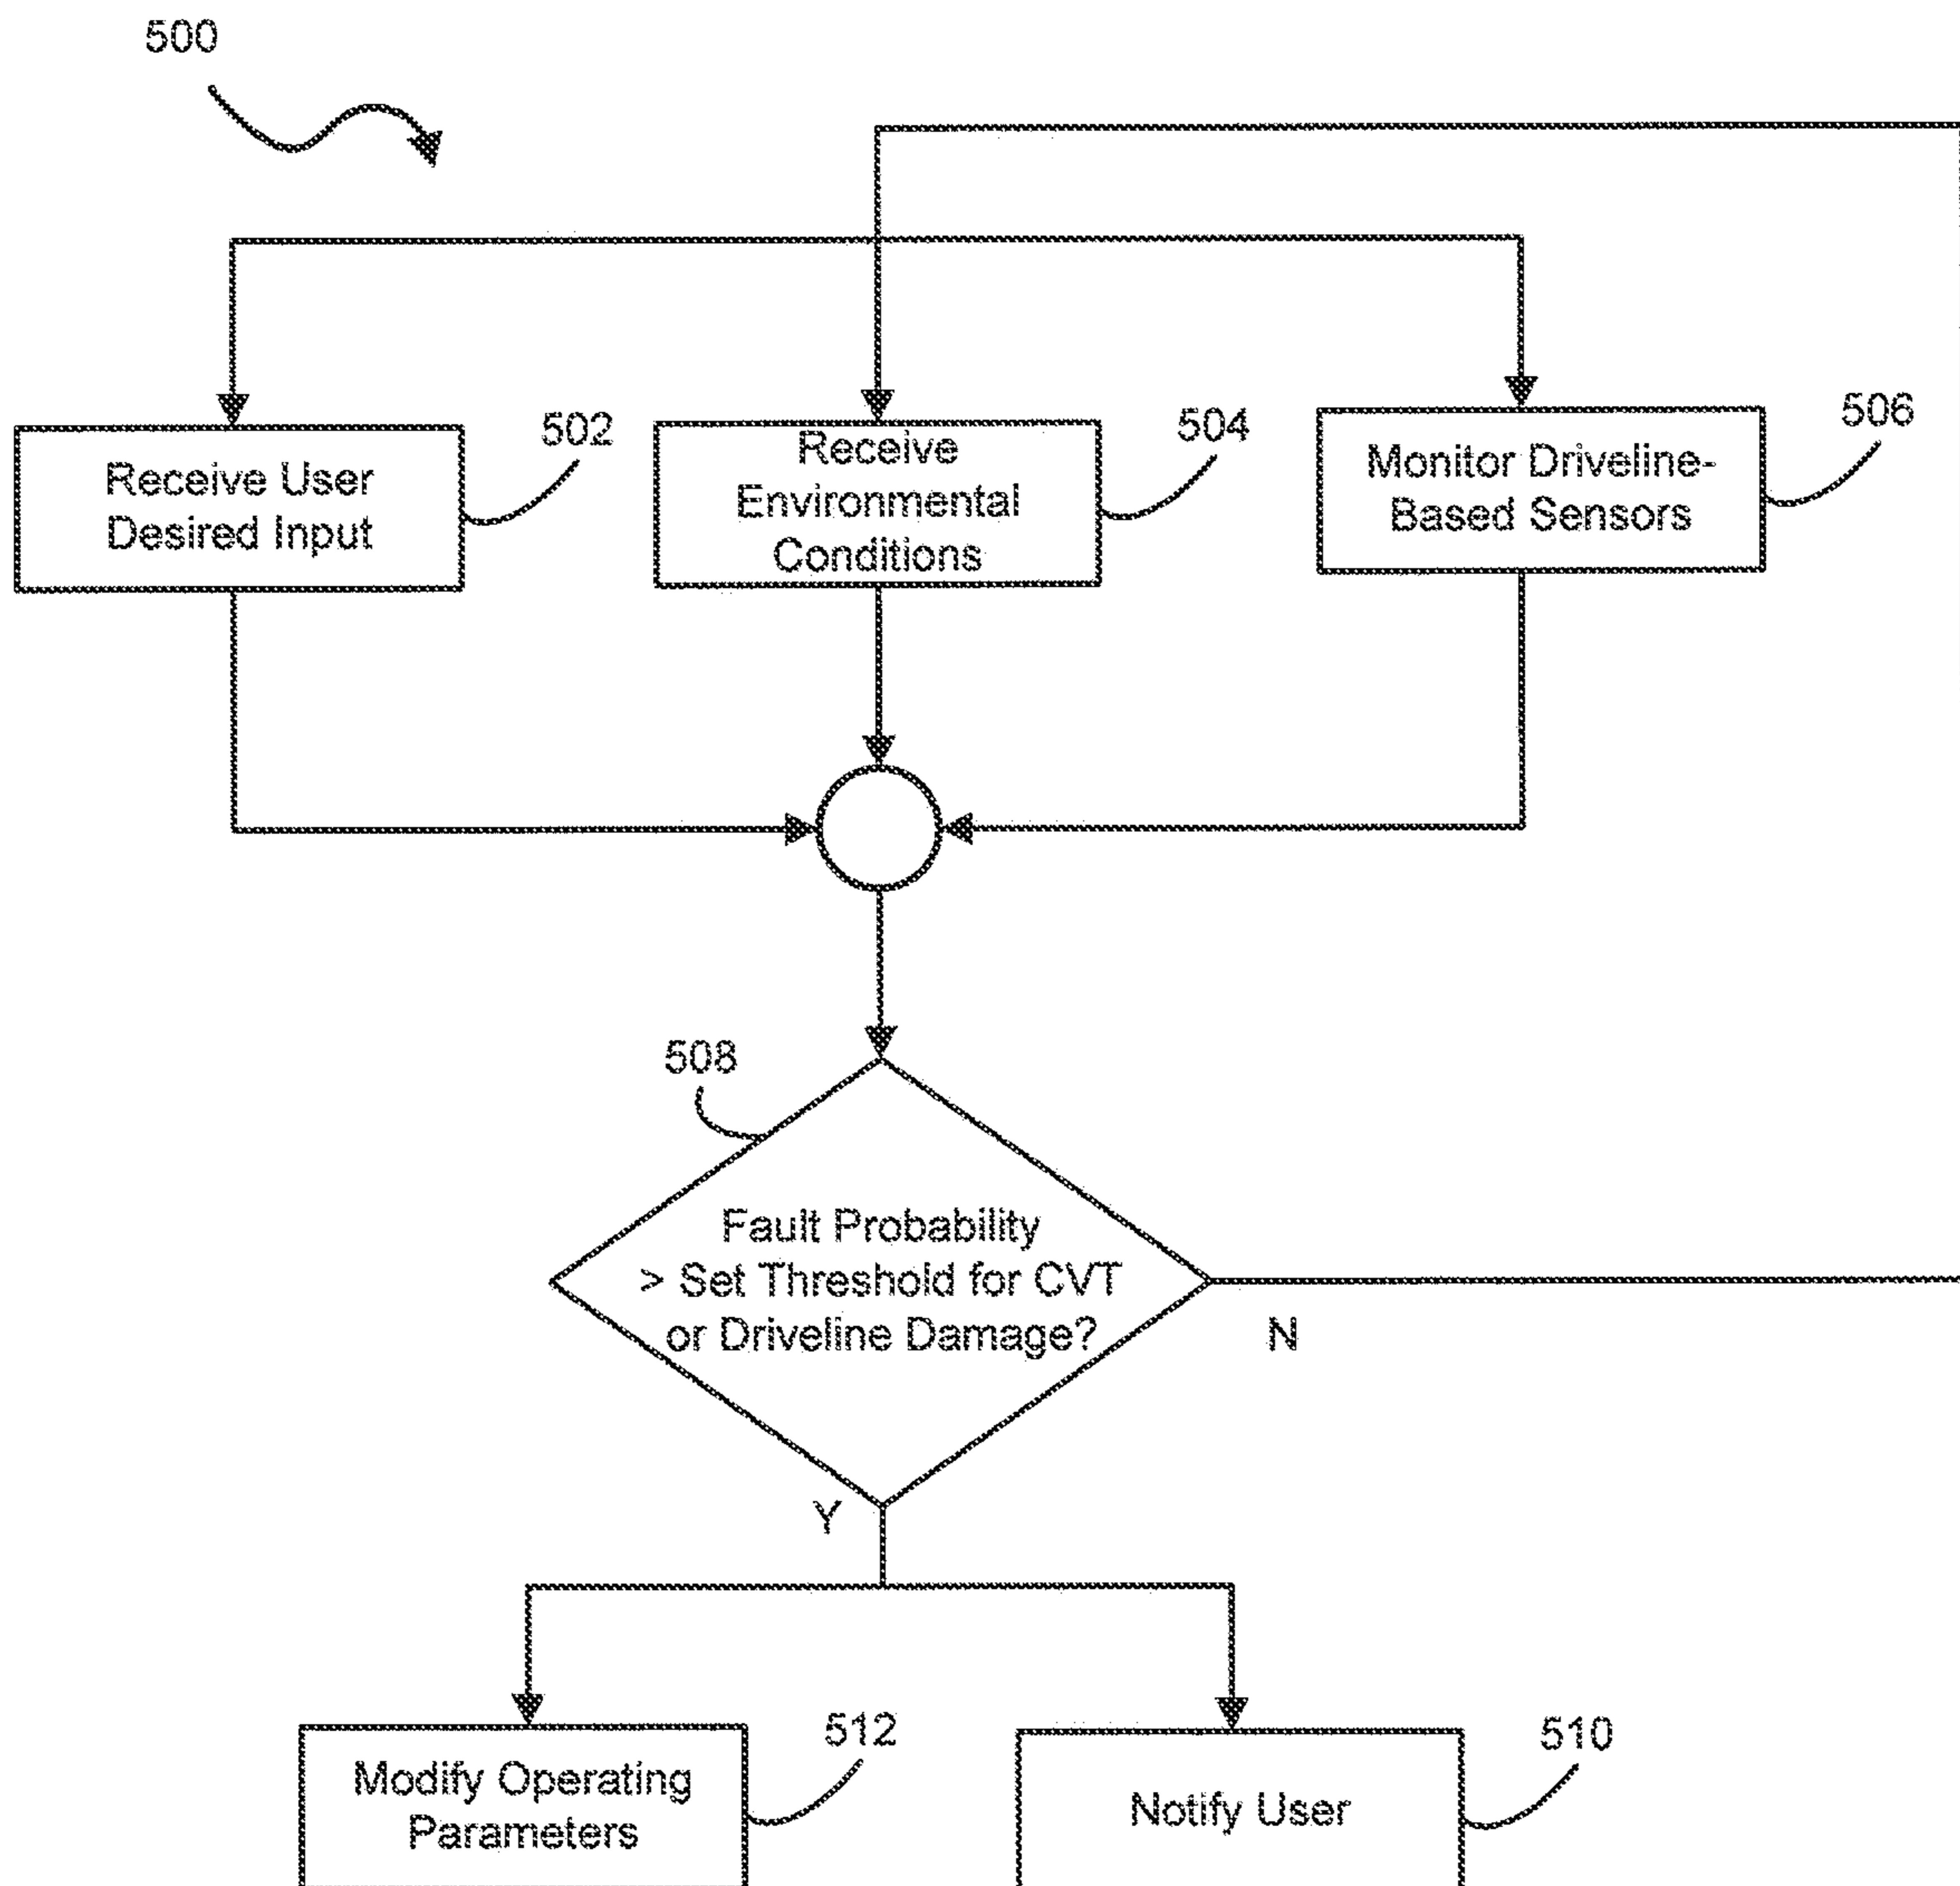 500
502
504
506
Receive User
Desired Input
Receive
Environmental
Conditions
Monitor Driveline-
Based Sensors
508
Fault Probability
> Set Threshold for CVT
or Driveline Damage?
N
Y
512
510
Modify Operating
Parameters
Notify User